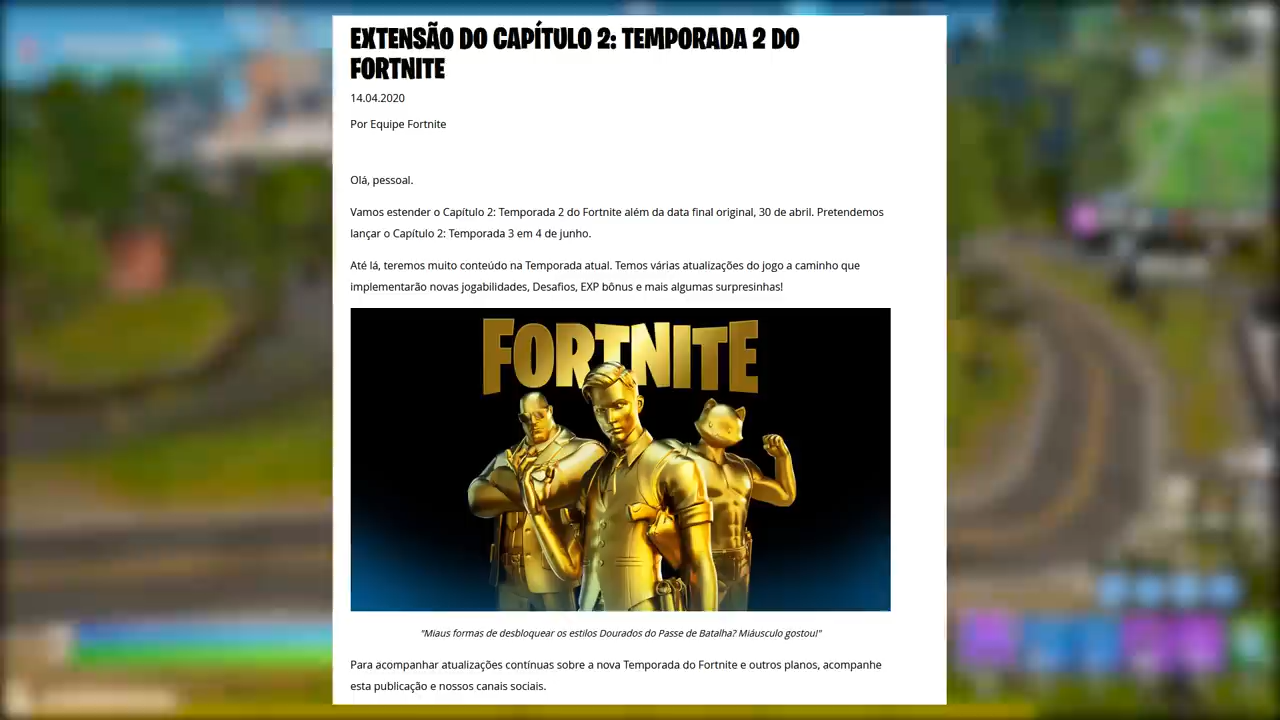 EXTENSÃO DO CAPÍTULO 2: TEMPORADA 2 DO
FORTNITE
14.04.2020
Por Equipe Fortnite
Olá, pessoal.
Vamos estender o Capítulo 2: Temporada 2 do Fortnite além da data final original, 30 de abril. Pretendemos
lançar o Capítulo 2: Temporada 3 em 4 de junho.
Até lá, teremos muito conteúdo na Temporada atual. Temos várias atualizações do jogo a caminho que
implementarão novas jogabilidades, Desafios, EXP bônus e mais algumas surpresinhas!
FORTNITE
"Miaus formas de desbloquear os estilos Dourados do Passe de Batalha? Miáusculo gostou!"
Para acompanhar atualizações contínuas sobre a nova Temporada do Fortnite e outros planos, acompanhe
esta publicação e nossos canais sociais.